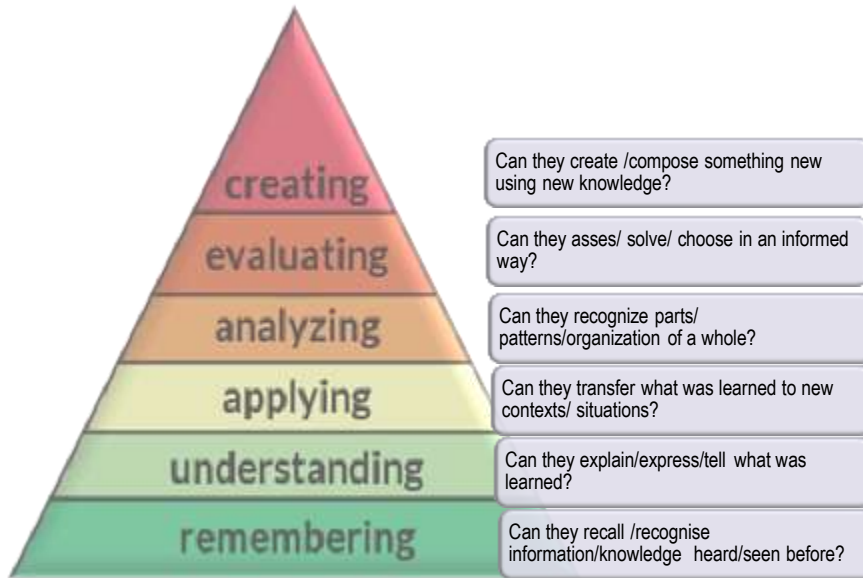 creating
Can they create /compose something new
using new knowledge?
evaluating
Can they asses/ solve/ choose in an informed
way?
analyzing
Can they recognize parts/
patterns/organization of a whole?
applying
Can they transfer what was learned to new
contexts/ situations?
understanding
Can they explain/express/tell what was
learned?
remembering
Can they recall /recognise
information/knowledge heard/seen before?